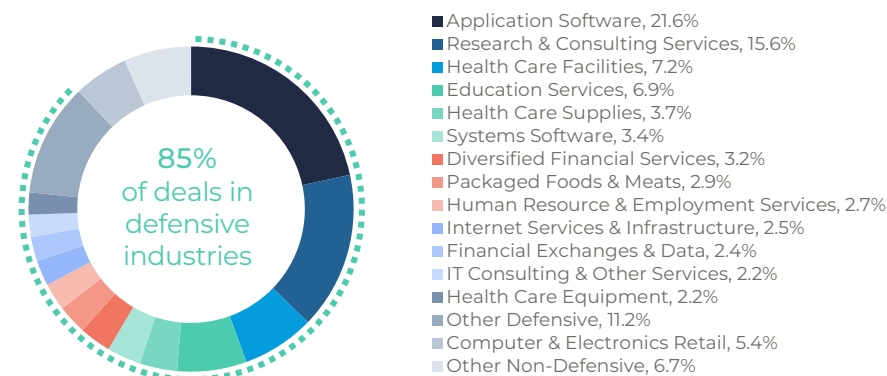 85%
of deals in
defensive
industries
Application Software, 21.6%
Research & Consulting Services, 15.6%
Health Care Facilities, 7.2%
Education Services, 6.9%
Health Care Supplies, 3.7%
Systems Software, 3.4%
Diversified Financial Services, 3.2%
Packaged Foods & Meats, 2.9%
Human Resource & Employment Services, 2.7%
Internet Services & Infrastructure, 2.5%
Financial Exchanges & Data, 2.4%
IT Consulting & Other Services, 2.2%
Health Care Equipment, 2.2%
Other Defensive, 11.2%
Computer & Electronics Retail, 5.4%
Other Non-Defensive, 6.7%